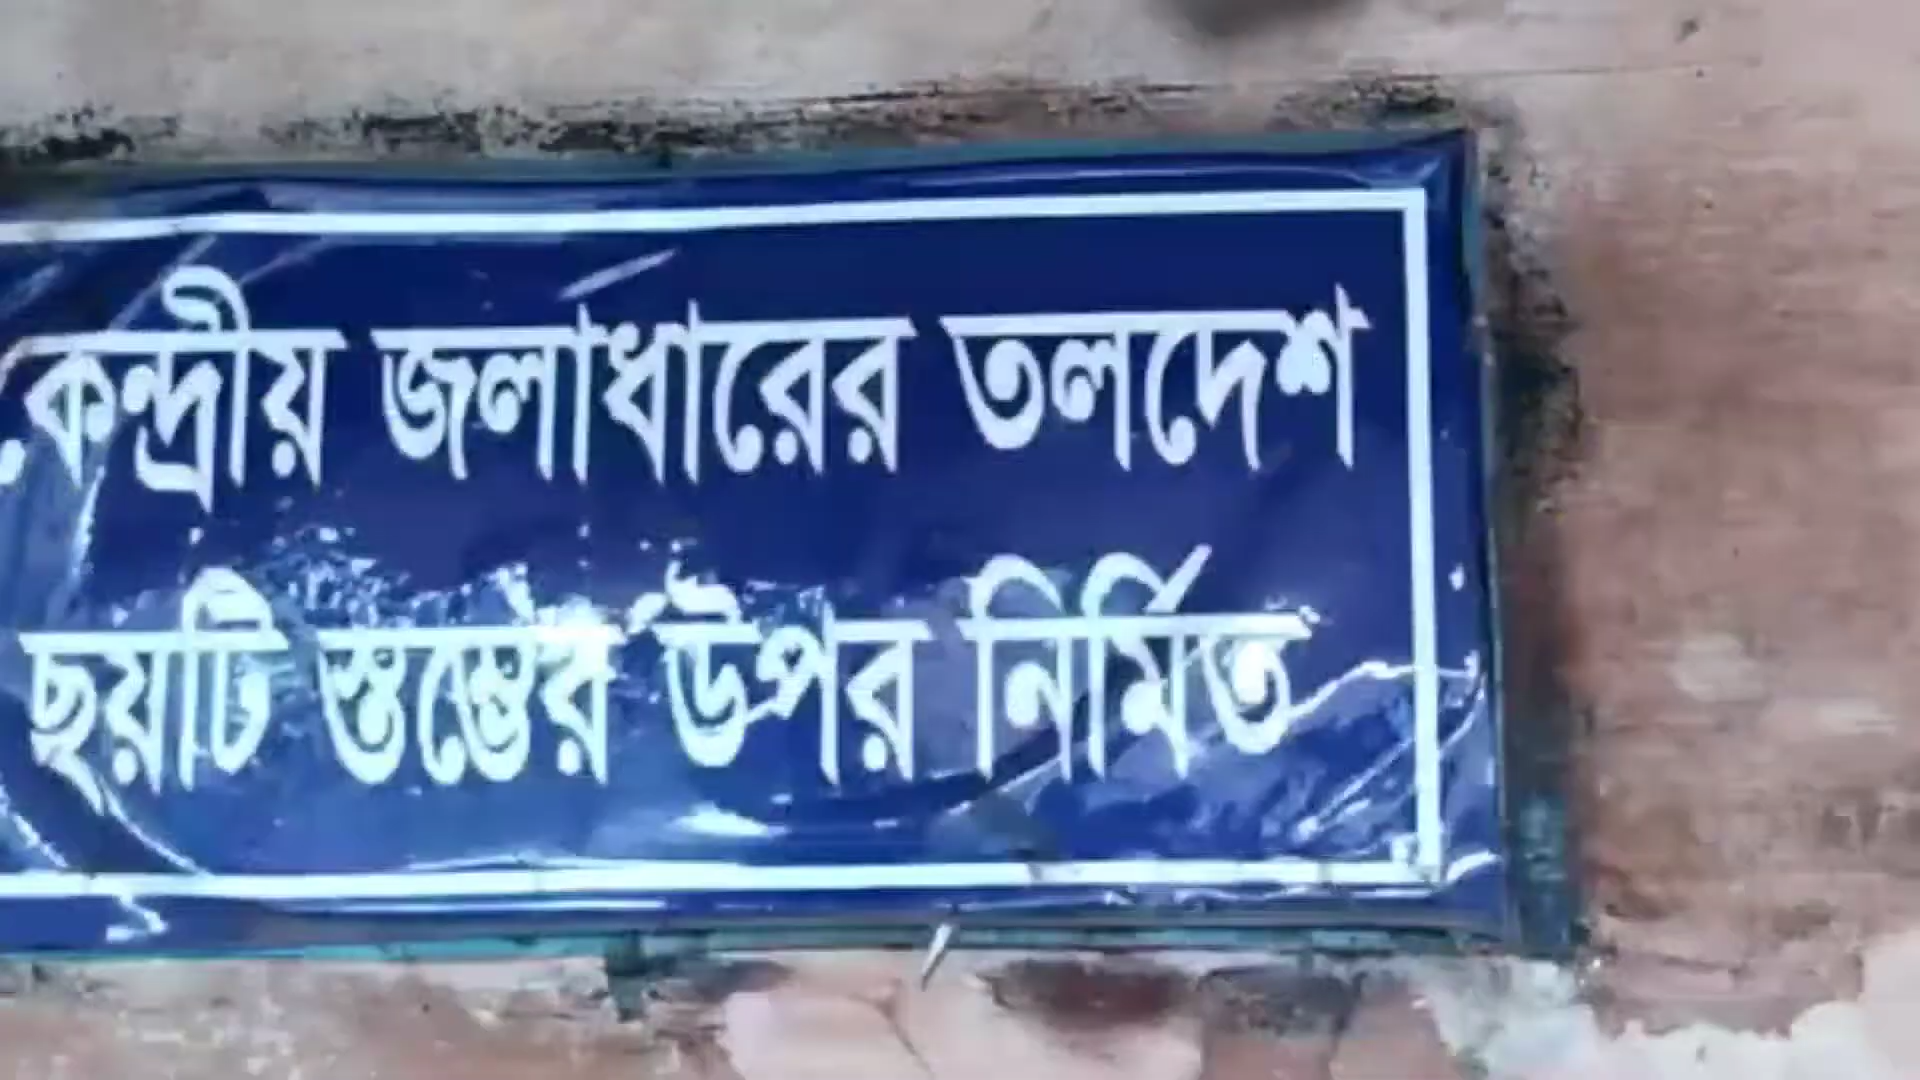 কেন্দ্রীয় জলাধারের তলদেশ
ছয়টি স্তম্ভের উপর নির্মিত